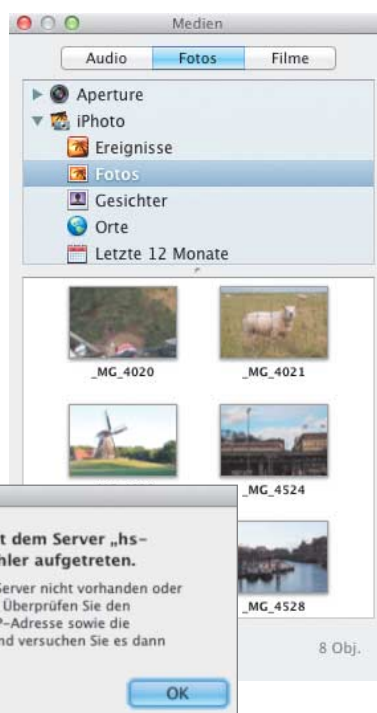 Medien
Audio Fotos Filme
Aperture
iPhoto
Ereignisse
Fotos
Gesichter
Orte
Letzte 12 Monate
_MG_4020 _MG_4021
_MG_4524
_MG_4528
8 Obj.
t dem Server „hs-
hler aufgetreten.
Server nicht vorhanden oder
Überprüfen Sie den
P-Adresse sowie die
nd versuchen Sie es dann
OK